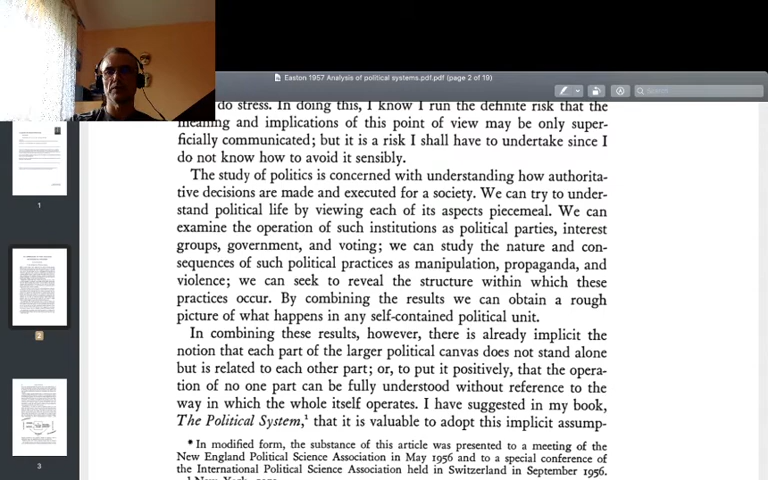 Easton 1957 Analysis of political systems.pdf.pdf (page 2 of 19)
Search
do stress. In doing this, I know I run the definite risk that the
meaning and implications of this point of view may be only super-
ficially communicated; but it is a risk I shall have to undertake since I
do not know how to avoid it sensibly.
The study of politics is concerned with understanding how authorita-
tive decisions are made and executed for a society. We can try to under-
stand political life by viewing each of its aspects piecemeal. We can
examine the operation of such institutions as political parties, interest
groups, government, and voting; we can study the nature and con-
sequences of such political practices as manipulation, propaganda, and
violence; we can seek to reveal the structure within which these
practices occur. By combining the results we can obtain a rough
picture of what happens in any self-contained political unit.
In combining these results, however, there is already implicit the
notion that each part of the larger political canvas does not stand alone
but is related to each other part; or, to put it positively, that the opera-
tion of no one part can be fully understood without reference to the
way in which the whole itself operates. I have suggested in my book,
The Political System,¹ that it is valuable to adopt this implicit assump-
* In modified form, the substance of this article was presented to a meeting of the
New England Political Science Association in May 1956 and to a special conference of
the International Political Science Association held in Switzerland in September 1956.
1
2
3